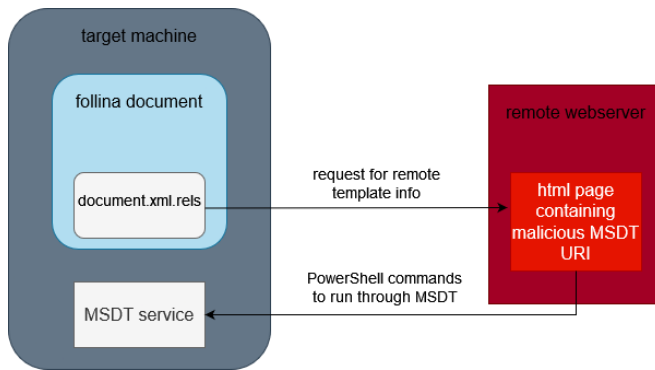 target machine
follina document
document.xml.rels
MSDT service
request for remote
template info
PowerShell commands
to run through MSDT
remote webserver
html page
containing
malicious MSDT
URI